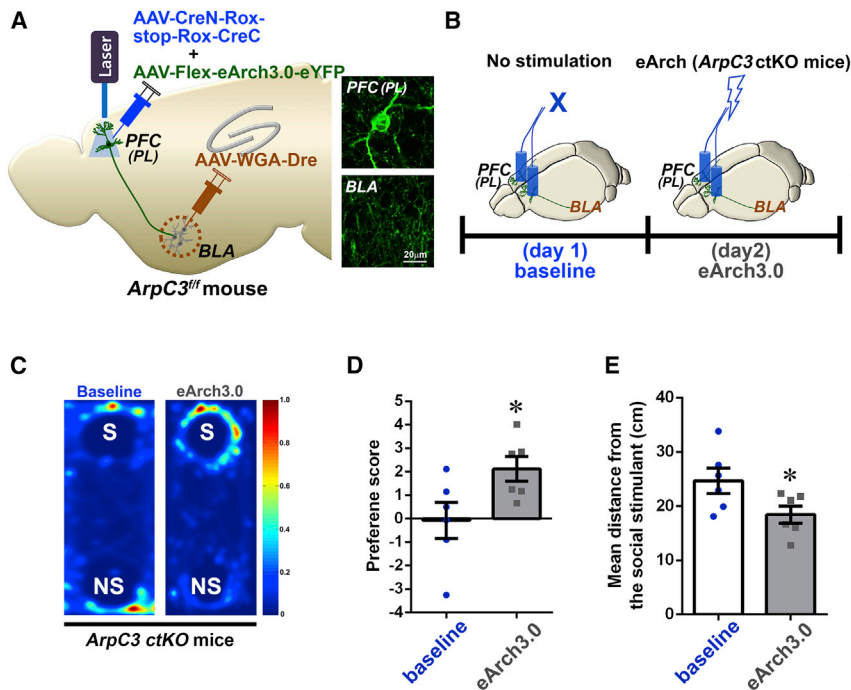 A
AAV-CreN-Rox-
stop-Rox-CreC
+
AAV-Flex-eArch3.0-eYFP
Laser
PFC
(PL)
AAV-WGA-Dre
BLA
ArpC3f/f mouse
PFC (PL)
BLA
20μm
B
No stimulation
eArch (ArpC3 ctKO mice)
X
PFC
(PL)
BLA
PFC
(PL)
BLA
(day 1)
baseline
(day2)
eArch3.0
C
Baseline
eArch3.0
S
S
NS
NS
1.0
0.8
0.6
0.4
0.2
0
ArpC3 ctKO mice
D
Preferene score
5
4
3
2
1
0
-1
-2
-3
-4
*
baseline
eArch3.0
E
Mean distance from
the social stimulant (cm)
40
30
20
10
0
*
baseline
eArch3.0